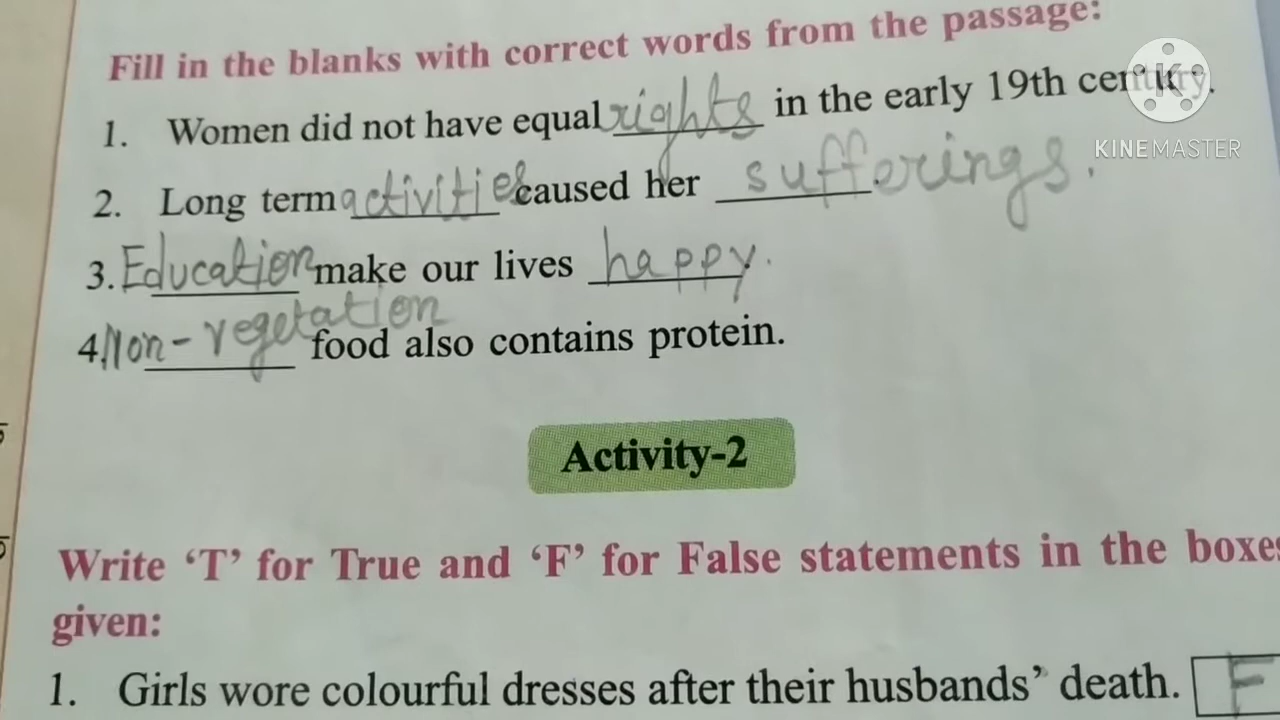 Fill in the blanks with correct words from the passage:
1. Women did not have equal rights in the early 19th century.
KINEMASTER
2. Long term activities caused her sufferings.
3. Education make our lives happy.
4. Non-vegetation food also contains protein.
Activity-2
Write ‘T’ for True and ‘F’ for False statements in the boxes
given:
1. Girls wore colourful dresses after their husbands’ death. F